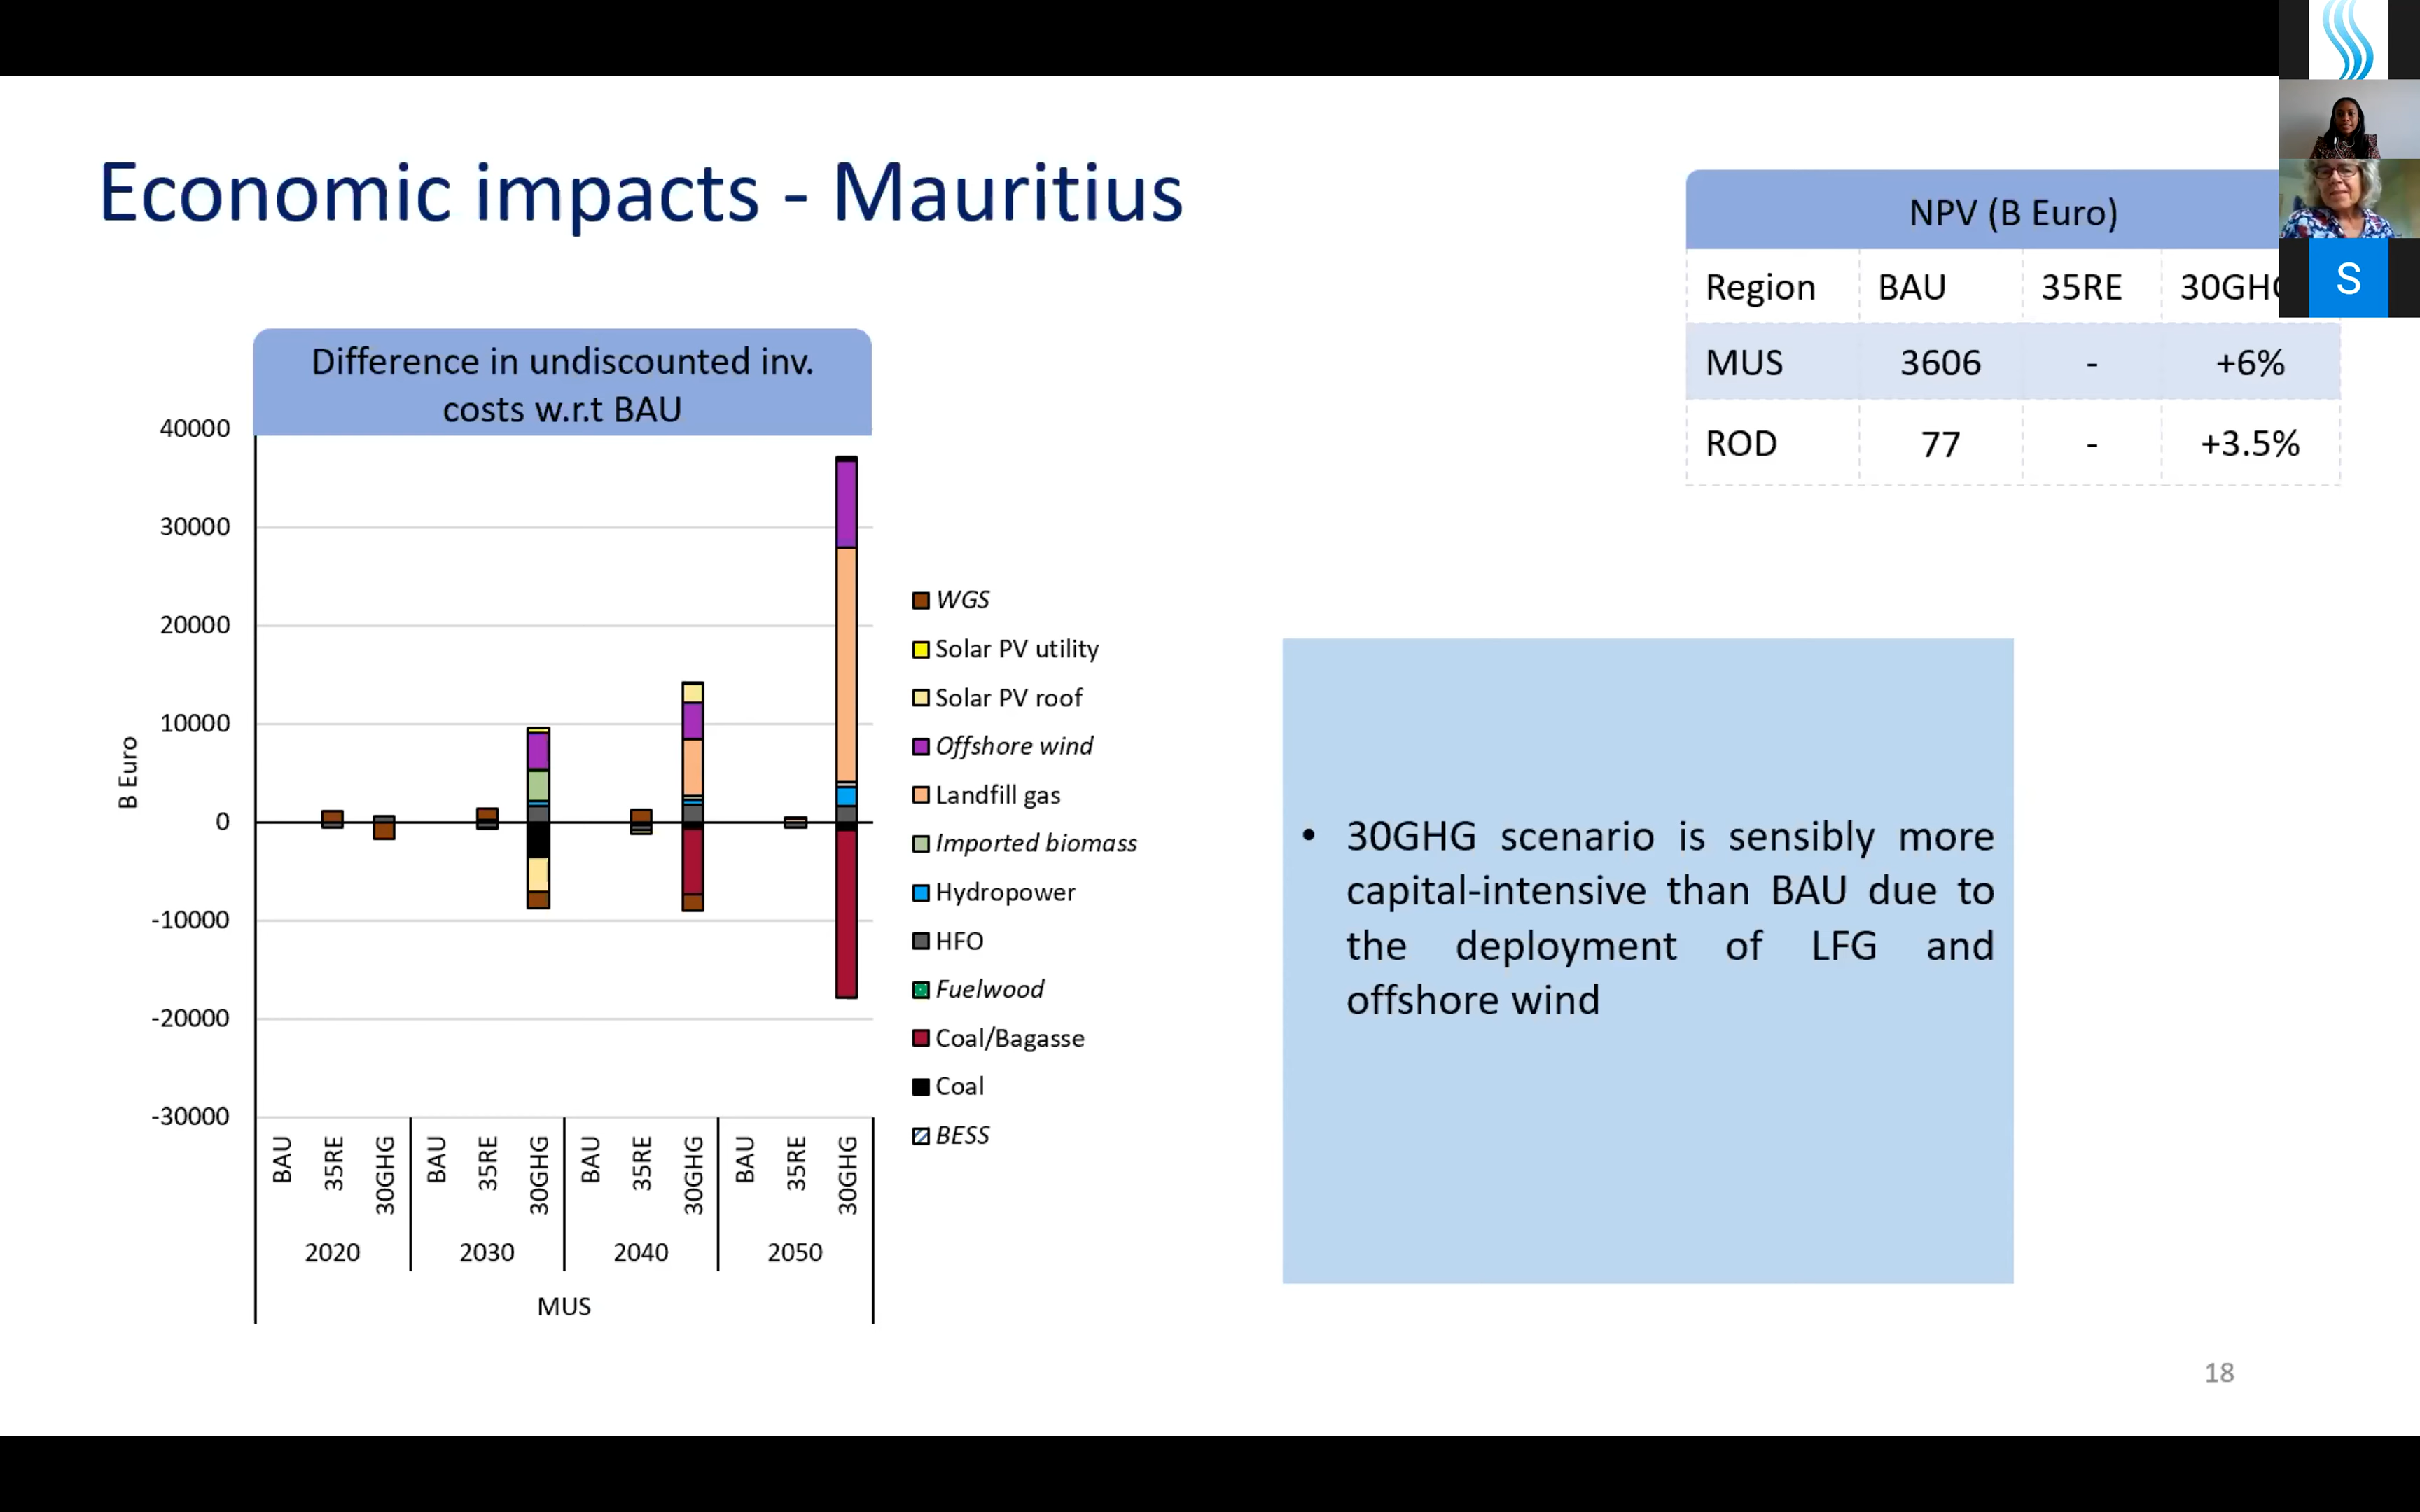 Economic impacts - Mauritius
NPV (B Euro)
Region BAU 35RE
MUS 3606 - +6%
ROD 77 - +3.5%
S
Difference in undiscounted inv.
costs w.r.t BAU
B Euro
40000
30000
20000
10000
0
-10000
-20000
-30000
BAU 35RE 30GHG BAU 35RE 30GHG BAU 35RE 30GHG BAU 35RE 30GHG
2020 2030 2040 2050
MUS
WGS
Solar PV utility
Solar PV roof
Offshore wind
Landfill gas
Imported biomass
Hydropower
HFO
Fuelwood
Coal/Bagasse
Coal
BESS
• 30GHG scenario is sensibly more
capital-intensive than BAU due to
the deployment of LFG and
offshore wind
18